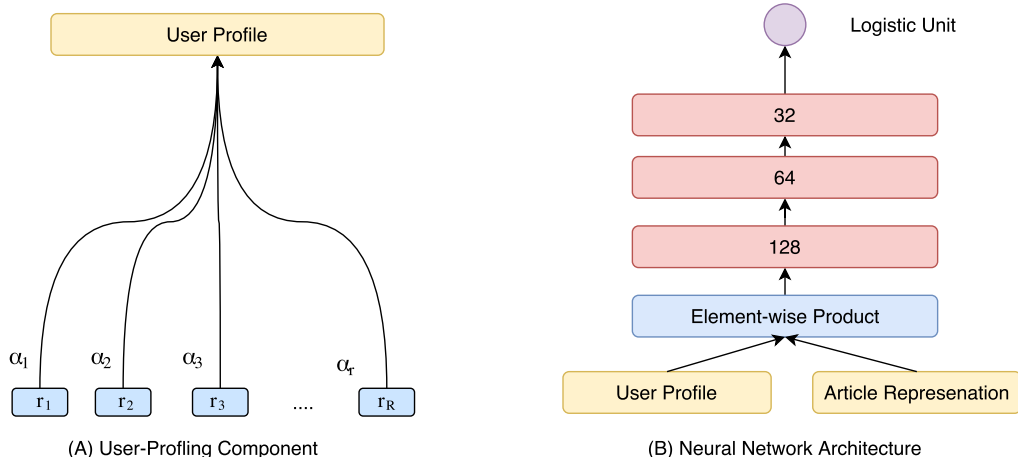 User Profile
α1 α2 α3 αr
r1 r2 r3 .... rR
(A) User-Profling Component
Logistic Unit
32
64
128
Element-wise Product
User Profile Article Represenation
(B) Neural Network Architecture